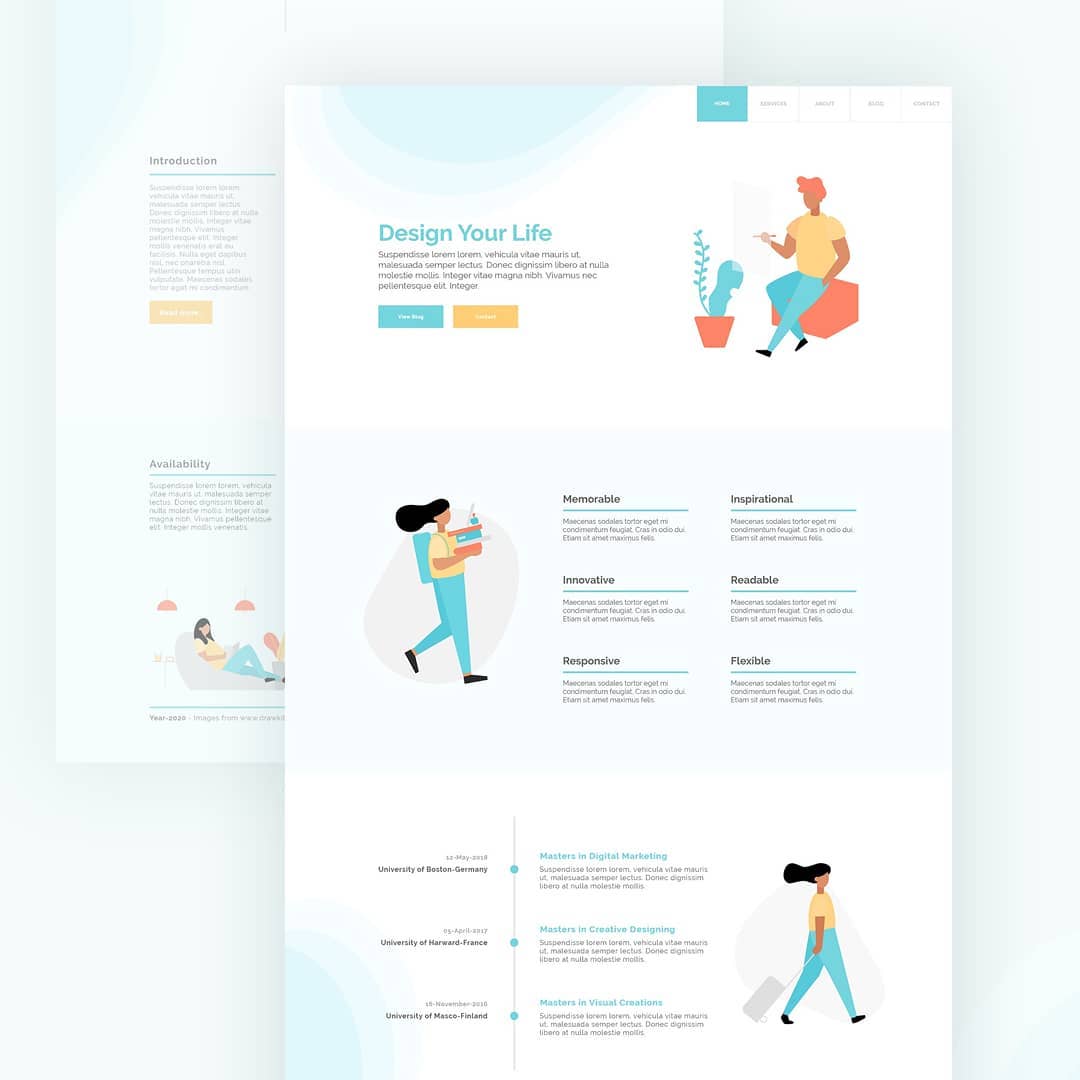 Introduction
Suspendisse lorem lorem,
vehicula vitae mauris ut,
malesuada semper lectus.
Donec dignissim libero at nulla
molestie mollis. Integer vitae
magna nibh. Vivamus
pellentesque elit. Integer
mollis venenatis erat eu
facilisis. Nulla eget dapibus
nisl, nec pharetra nisl.
Pellentesque tempus utin
vulputate. Maecenas sodales
tortor eget mi condimentum.
Read more
Availability
Suspendisse lorem, vehicula
vitae mauris ut, malesuada semper
lectus. Donec dignissim libero at
nulla molestie mollis. Integer vitae
magna nibh. Vivamus pellentesque
elit. Integer mollis venenatis.
Year-2020 - Images from www.drawki
HOME
SERVICES
ABOUT
BLOG
CONTACT
Design Your Life
Suspendisse lorem lorem, vehicula vitae mauris ut,
malesuada semper lectus. Donec dignissim libero at nulla
molestie mollis. Integer vitae magna nibh. Vivamus nec
pellentesque elit. Integer
View Blog
Contact
Memorable
Maecenas sodales tortor eget mi
condimentum feugiat. Cras in odio dui.
Etiam sit amet maximus felis.
Inspirational
Maecenas sodales tortor eget mi
condimentum feugiat. Cras in odio dui.
Etiam sit amet maximus felis.
Innovative
Maecenas sodales tortor eget mi
condimentum feugiat. Cras in odio dui.
Etiam sit amet maximus felis.
Readable
Maecenas sodales tortor eget mi
condimentum feugiat. Cras in odio dui.
Etiam sit amet maximus felis.
Responsive
Maecenas sodales tortor eget mi
condimentum feugiat. Cras in odio dui.
Etiam sit amet maximus felis.
Flexible
Maecenas sodales tortor eget mi
condimentum feugiat. Cras in odio dui.
Etiam sit amet maximus felis.
12-May-2018
University of Boston-Germany
Masters in Digital Marketing
Suspendisse lorem lorem, vehicula vitae mauris
ut, malesuada semper lectus. Donec dignissim
libero at nulla molestie mollis.
05-April-2017
University of Harward-France
Masters in Creative Designing
Suspendisse lorem lorem, vehicula vitae mauris
ut, malesuada semper lectus. Donec dignissim
libero at nulla molestie mollis.
16-November-2016
University of Masco-Finland
Masters in Visual Creations
Suspendisse lorem lorem, vehicula vitae mauris
ut, malesuada semper lectus. Donec dignissim
libero at nulla molestie mollis.